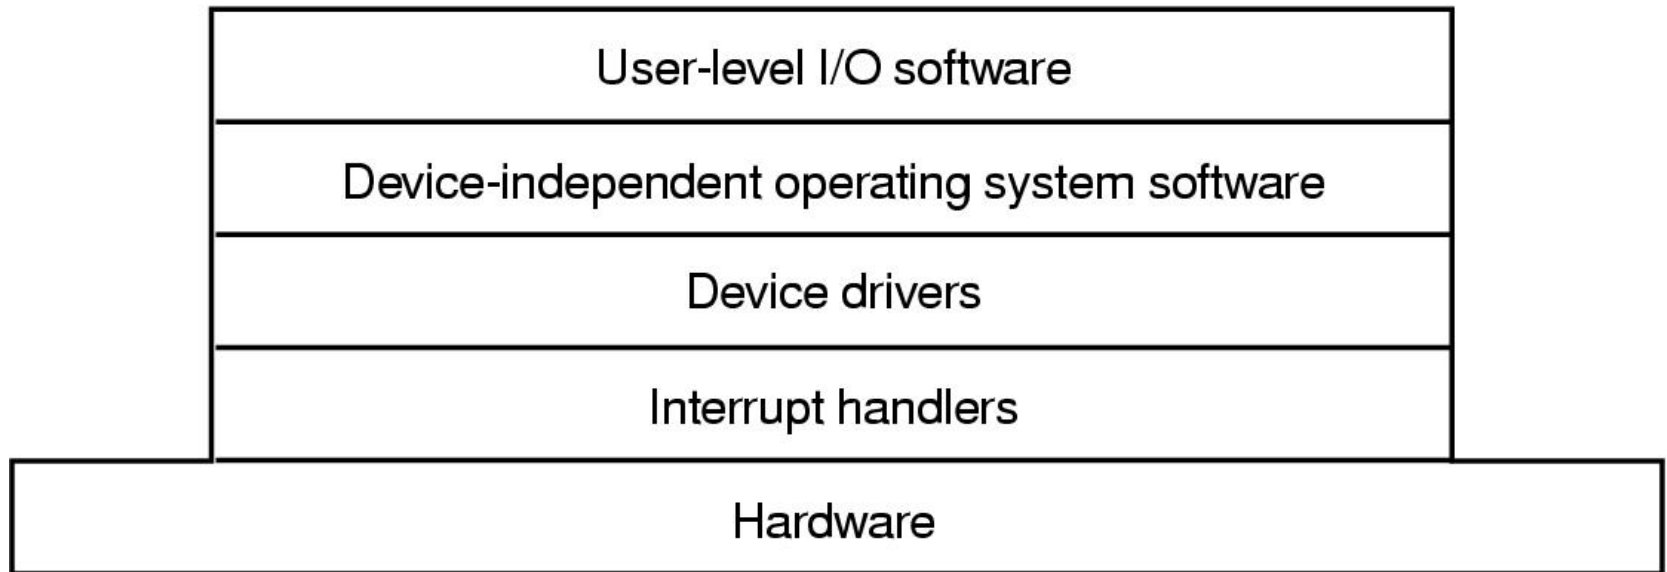 User-level I/O software
Device-independent operating system software
Device drivers
Interrupt handlers
Hardware